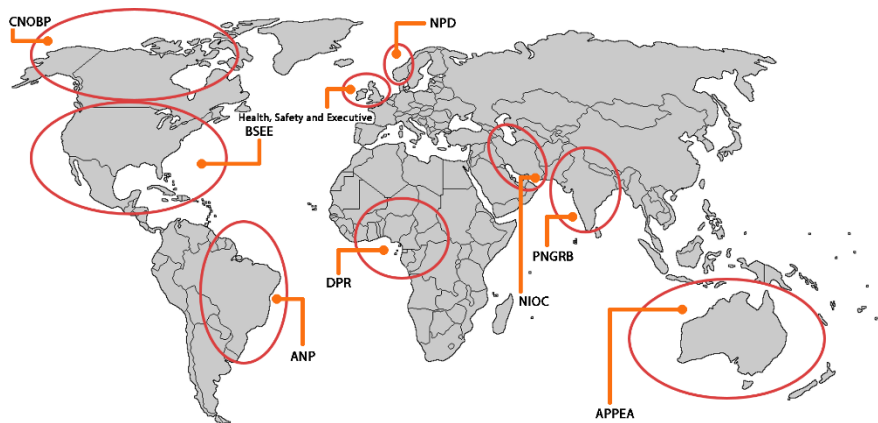 CNOBP
NPD
Health, Safety and Executive
BSEE
PNGRB
DPR
NIOC
ANP
APPEA